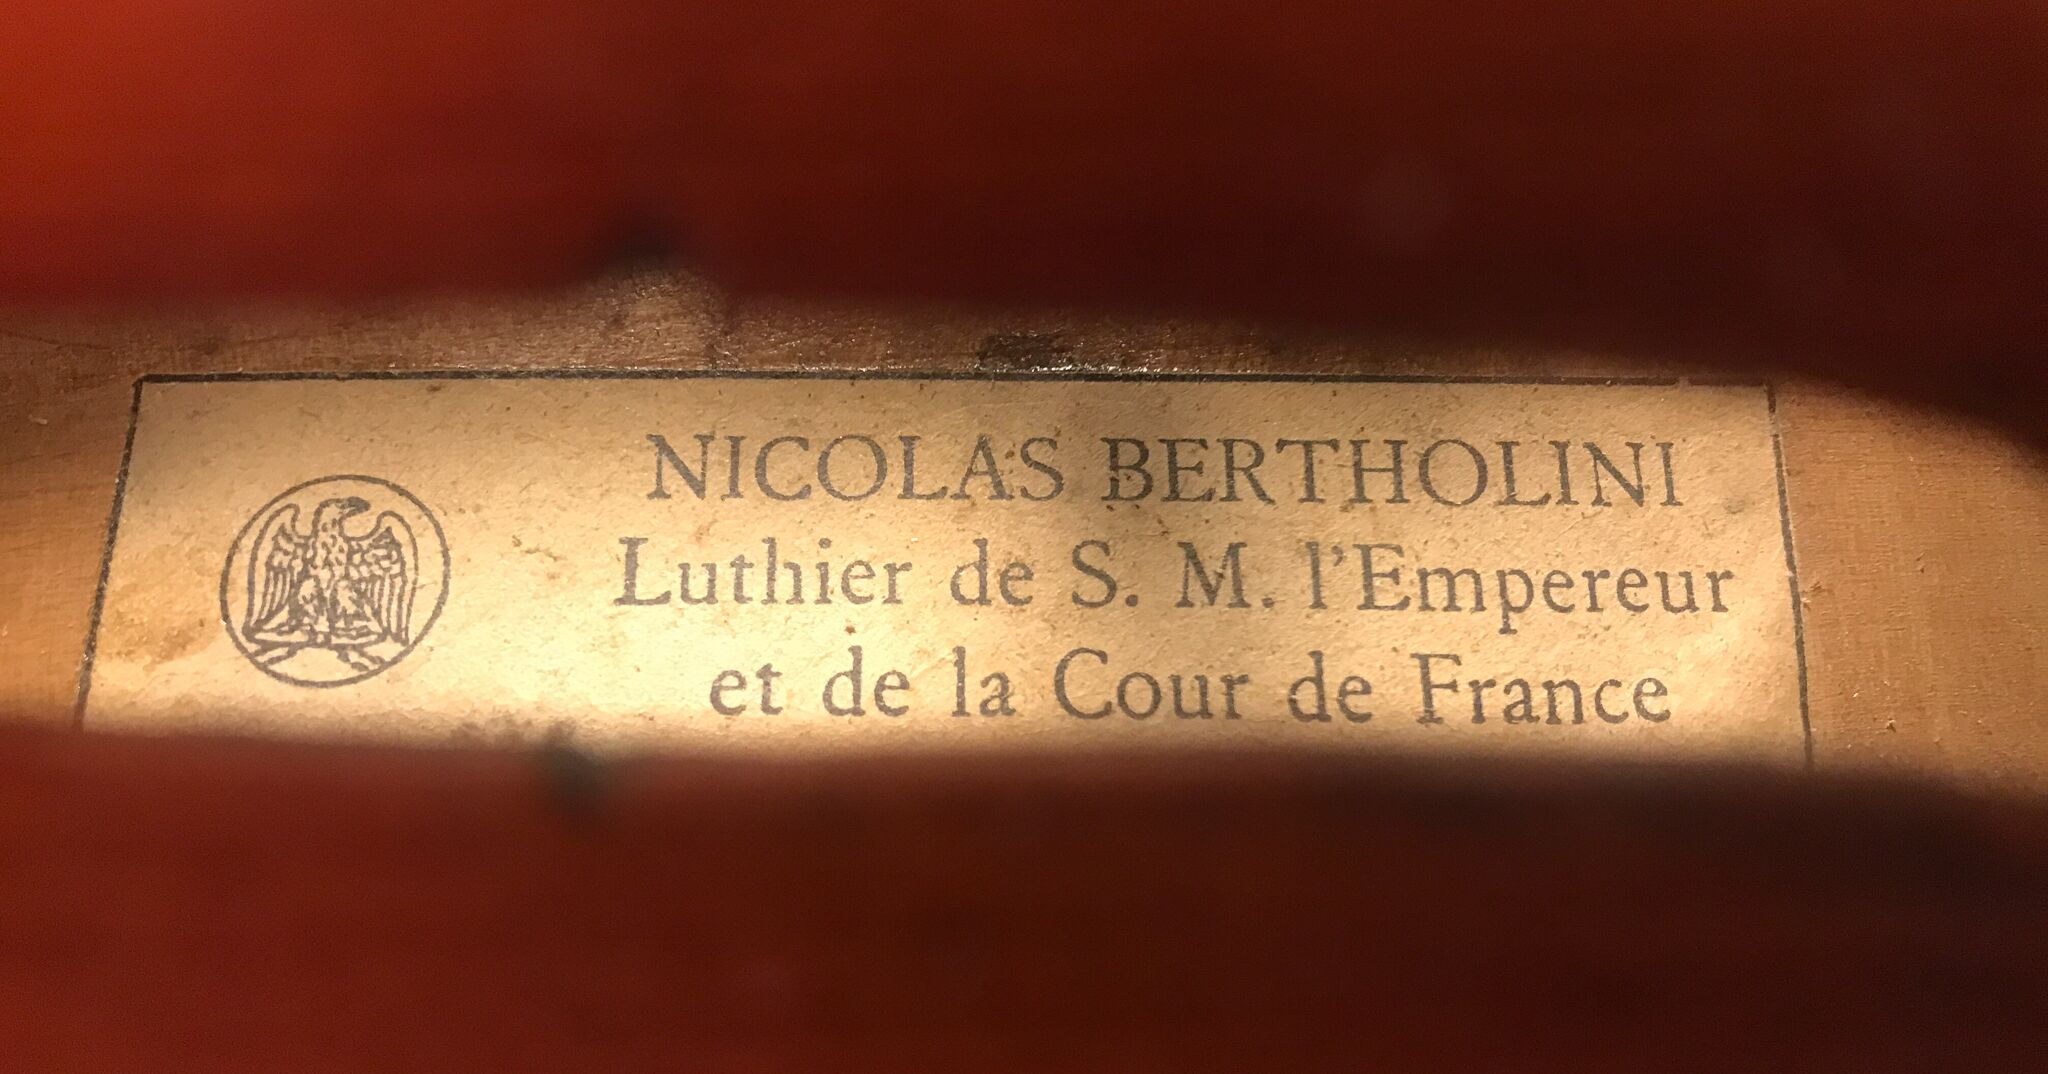 NICOLAS BERTHOLINI
Luthier de S. M. l'Empereur
et de la Cour de France